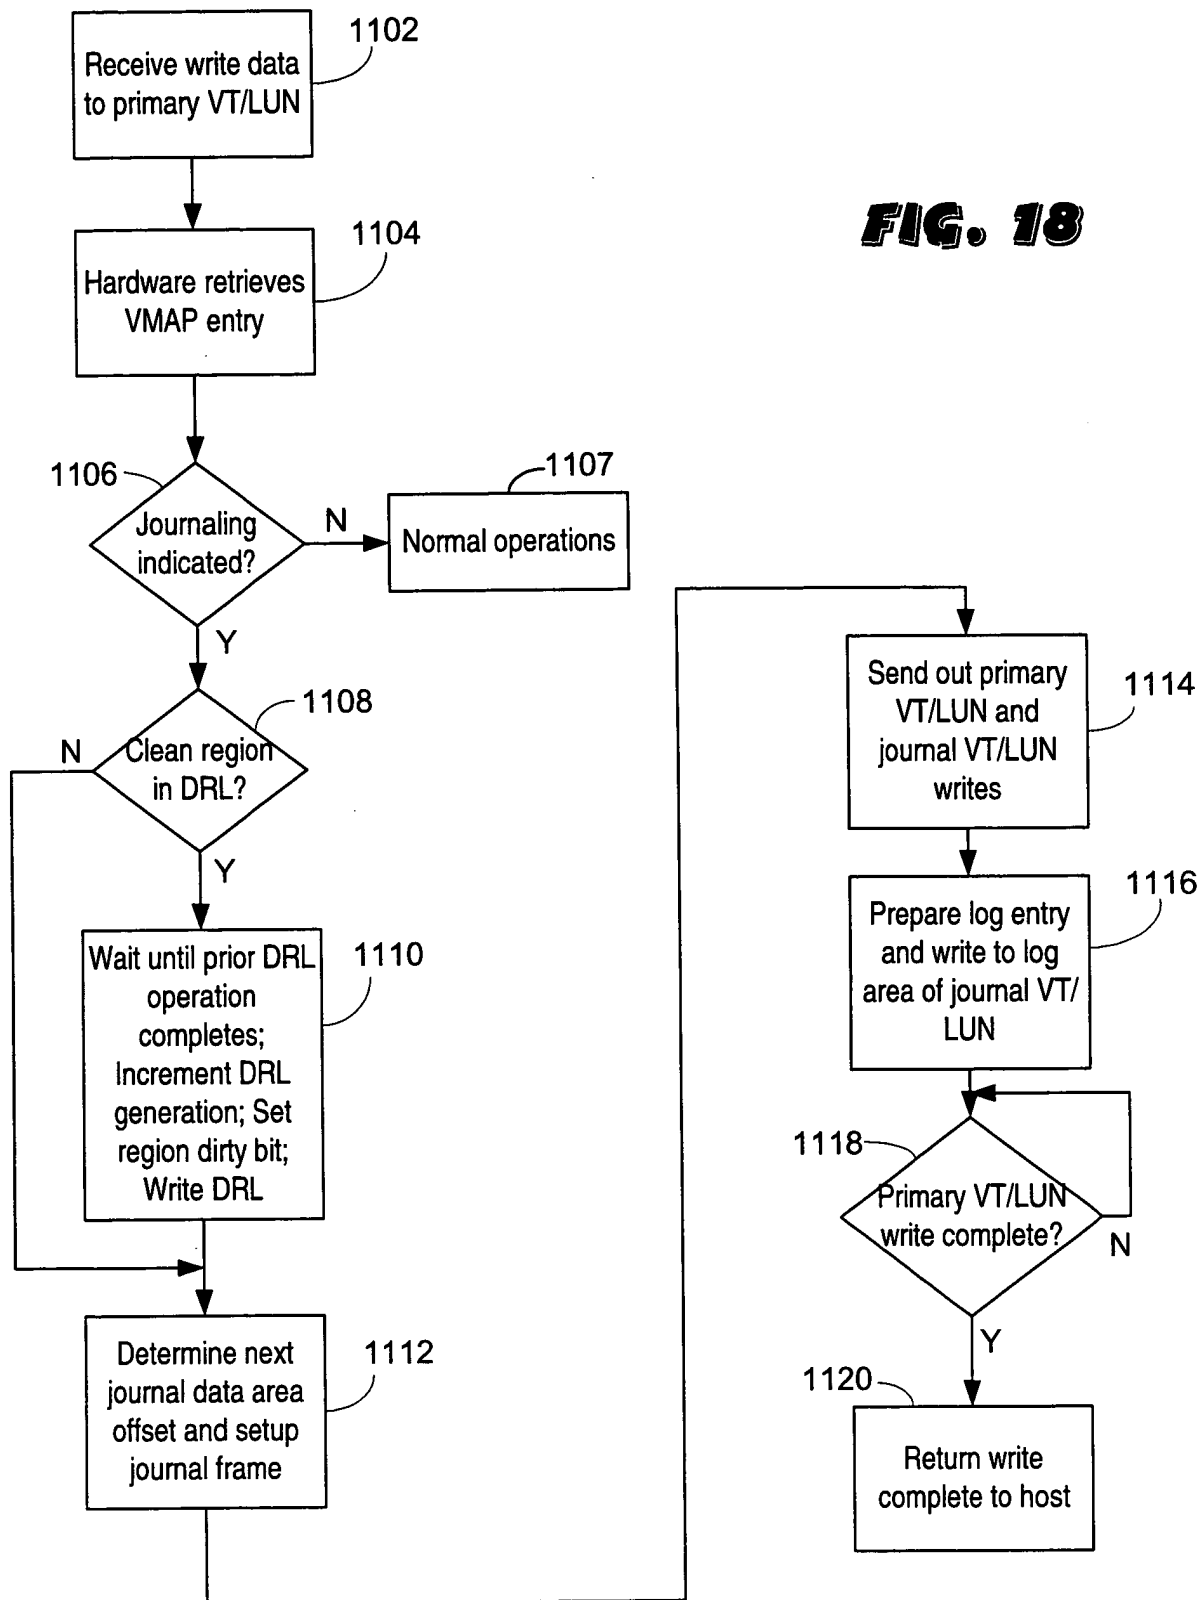 1102
Receive write data
to primary VT/LUN
FIG. 18
1104
Hardware retrieves
VMAP entry
1106
Journaling
indicated?
N
1107
Normal operations
Y
1108
Clean region
in DRL?
N
Y
1110
Wait until prior DRL
operation
completes;
Increment DRL
generation; Set
region dirty bit;
Write DRL
1112
Determine next
journal data area
offset and setup
journal frame
1114
Send out primary
VT/LUN and
journal VT/LUN
writes
1116
Prepare log entry
and write to log
area of journal VT/
LUN
1118
Primary VT/LUN
write complete?
N
Y
1120
Return write
complete to host